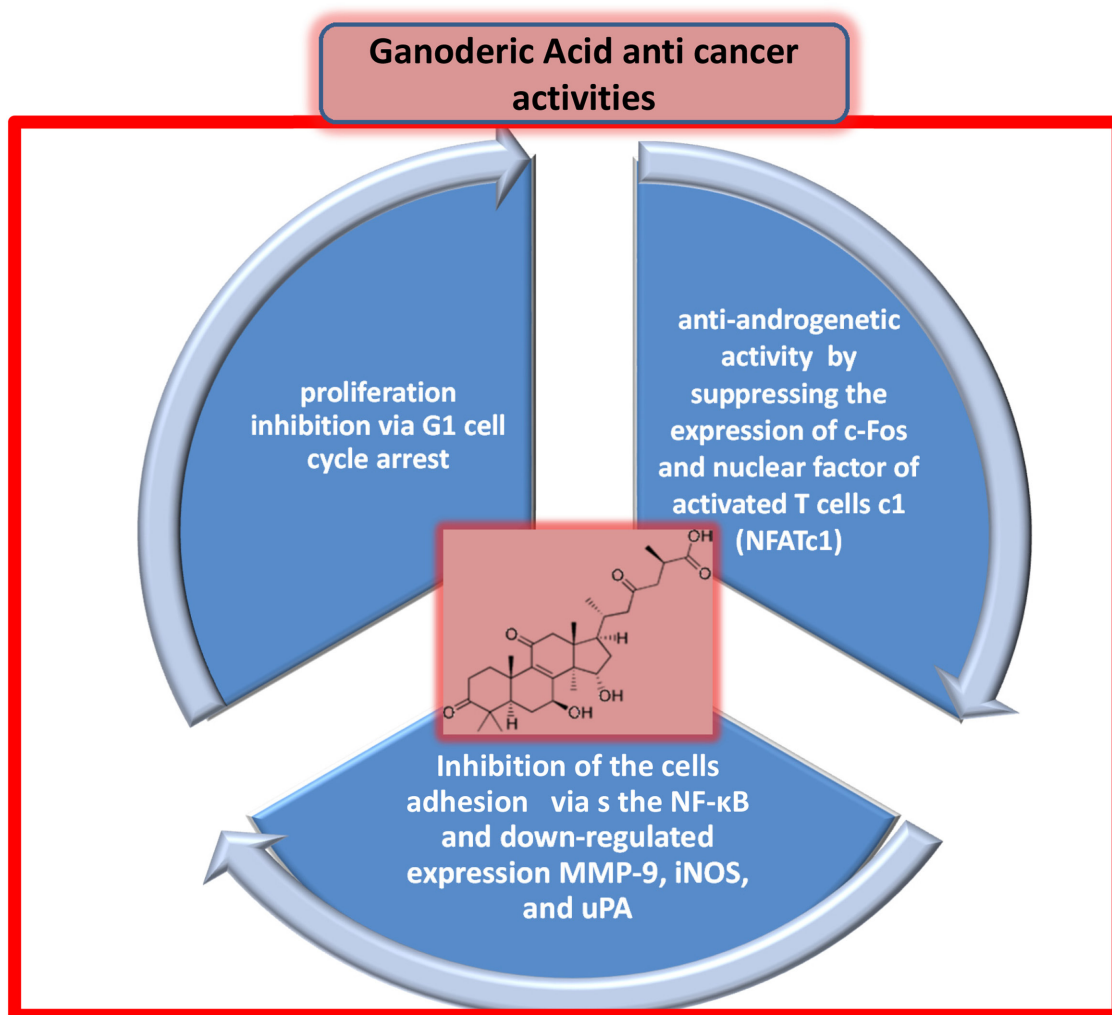 Ganoderic Acid anti cancer
activities
proliferation
inhibition via G1 cell
cycle arrest
anti-androgenetic
activity by
suppressing the
expression of c-Fos
and nuclear factor of
activated T cells c1
(NFATc1)
OH
O
O
O
H
OH
OH
O
H
Inhibition of the cells
adhesion via s the NF-κB
and down-regulated
expression MMP-9, iNOS,
and uPA